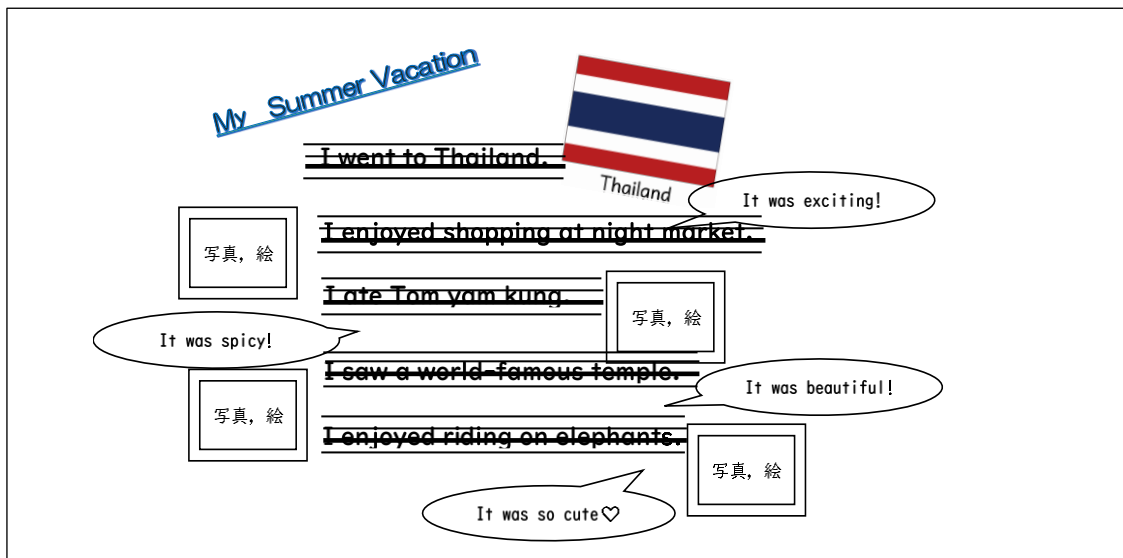 My Summer Vacation
I went to Thailand.
Thailand
It was exciting!
I enjoyed shopping at night market.
写真，絵
I ate Tom yam kung.
写真，絵
It was spicy!
I saw a world-famous temple.
It was beautiful!
写真，絵
I enjoyed riding on elephants.
写真，絵
It was so cute♡